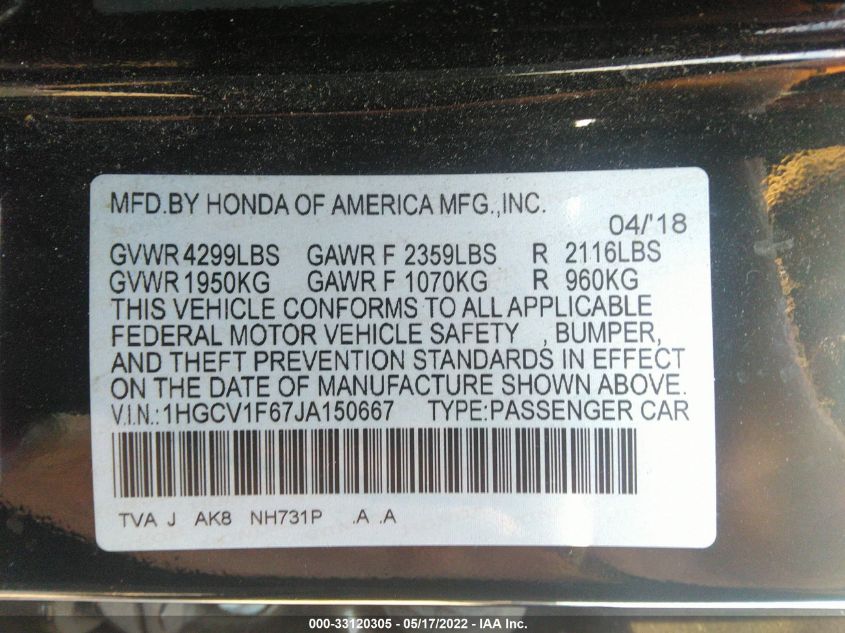 MFD.BY HONDA OF AMERICA MFG.,INC.
04/'18
GVWR 4299LBS GAWR F 2359LBS R 2116LBS
GVWR 1950KG GAWR F 1070KG R 960KG
THIS VEHICLE CONFORMS TO ALL APPLICABLE
FEDERAL MOTOR VEHICLE SAFETY , BUMPER,
AND THEFT PREVENTION STANDARDS IN EFFECT
ON THE DATE OF MANUFACTURE SHOWN ABOVE.
V.I.N.:1HGCV1F67JA150667 TYPE:PASSENGER CAR
TVA J AK8 NH731P .A .A
000-33120305 - 05/17/2022 - IAA Inc.